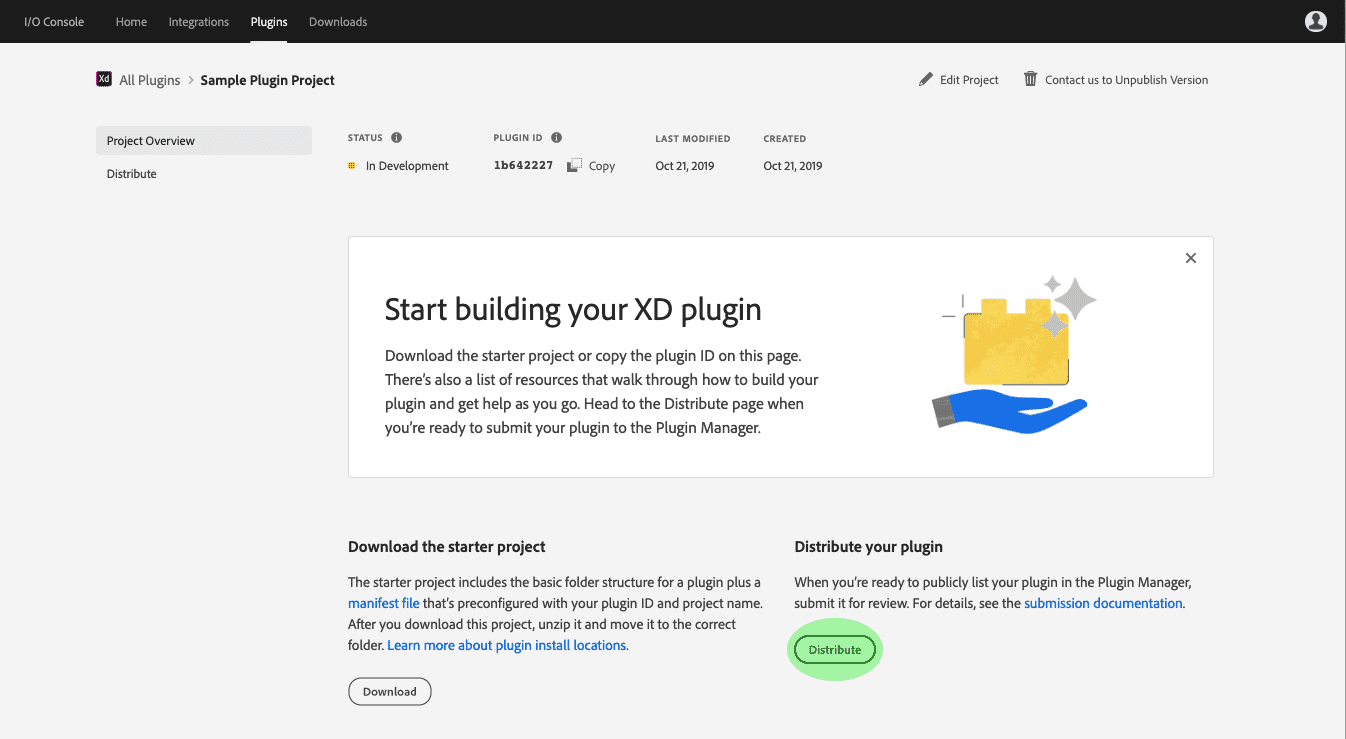 I/O Console Home Integrations Plugins Downloads
Xd All Plugins > Sample Plugin Project Edit Project Contact us to Unpublish Version
Project Overview
Distribute
STATUS PLUGIN ID LAST MODIFIED CREATED
In Development 1b642227 Copy Oct 21, 2019 Oct 21, 2019
Start building your XD plugin
Download the starter project or copy the plugin ID on this page.
There's also a list of resources that walk through how to build your
plugin and get help as you go. Head to the Distribute page when
you're ready to submit your plugin to the Plugin Manager.
Download the starter project
The starter project includes the basic folder structure for a plugin plus a
manifest file that's preconfigured with your plugin ID and project name.
After you download this project, unzip it and move it to the correct
folder. Learn more about plugin install locations.
Download
Distribute your plugin
When you're ready to publicly list your plugin in the Plugin Manager,
submit it for review. For details, see the submission documentation.
Distribute